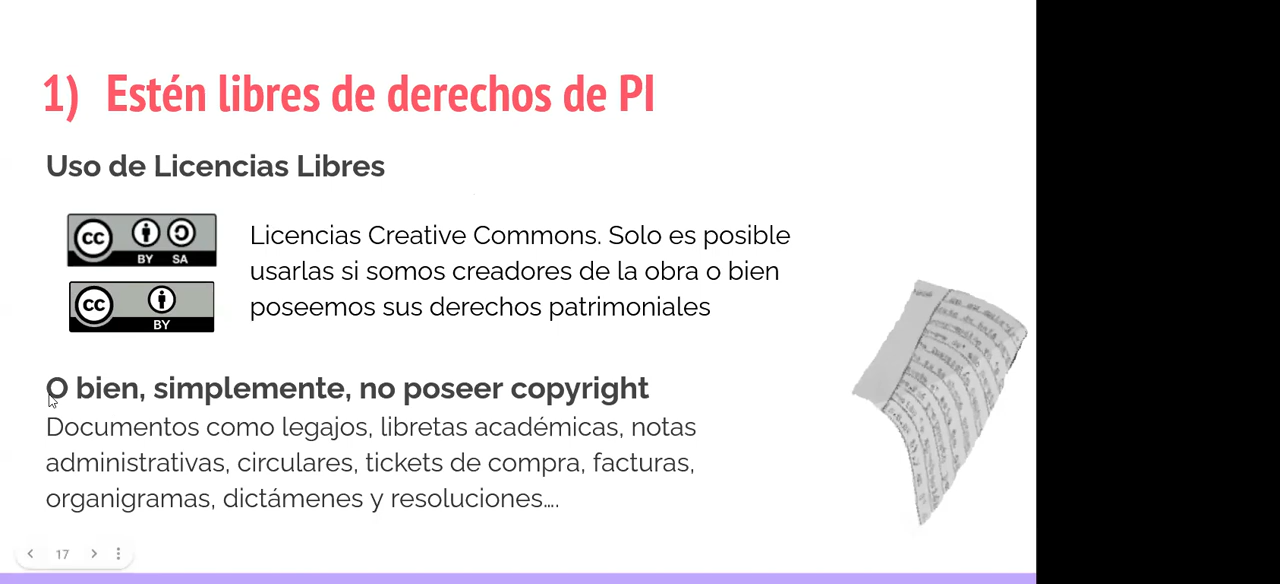 1) Estén libres de derechos de PI
Uso de Licencias Libres
cc
BY SA
Licencias Creative Commons. Solo es posible
usarlas si somos creadores de la obra o bien
poseemos sus derechos patrimoniales
cc
BY
O bien, simplemente, no poseer copyright
Documentos como legajos, libretas académicas, notas
administrativas, circulares, tickets de compra, facturas,
organigramas, dictámenes y resoluciones....
17